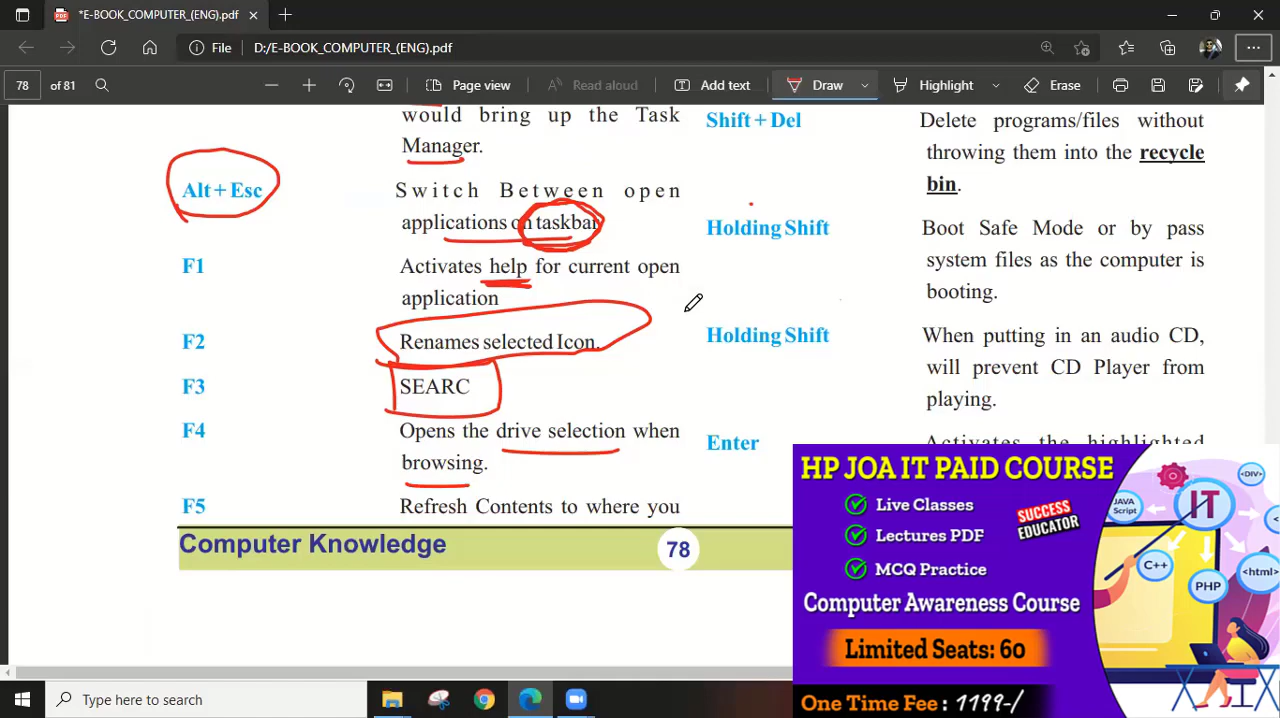 *E-BOOK_COMPUTER_(ENG).pdf
File D:/E-BOOK_COMPUTER_(ENG).pdf
78 of 81 Page view Read aloud Add text Draw Highlight Erase
would bring up the Task
Manager.
Alt + Esc Switch Between open
applications on taskbar
F1 Activates help for current open
application
F2 Renames selected Icon.
F3 SEARC
F4 Opens the drive selection when
browsing.
F5 Refresh Contents to where you
Shift + Del Delete programs/files without
throwing them into the recycle
bin.
Holding Shift Boot Safe Mode or by pass
system files as the computer is
booting.
Holding Shift When putting in an audio CD,
will prevent CD Player from
playing.
Enter Activates the highlighted
Computer Knowledge 78
HP JOA IT PAID COURSE
Live Classes
Lectures PDF
MCQ Practice
SUCCESS
EDUCATOR
Computer Awareness Course
Limited Seats: 60
One Time Fee : 1199-/
JAVA
Script
IT
<DIV>
C++
PHP
<html>
Type here to search